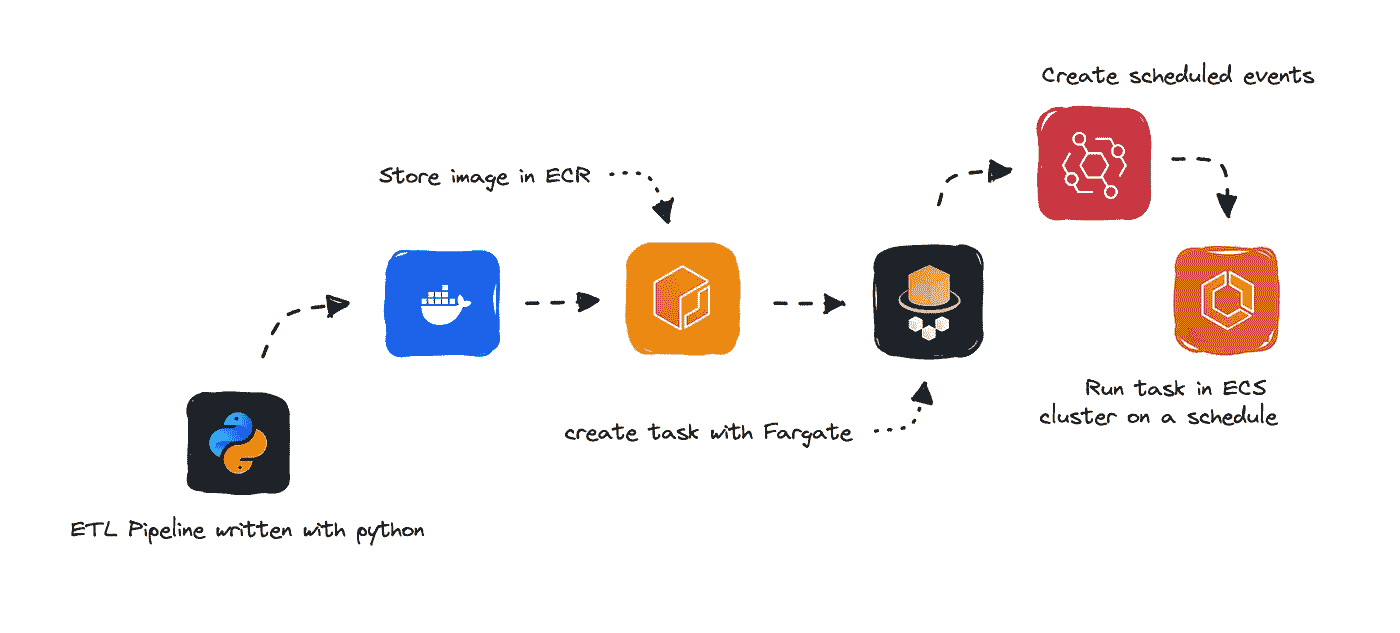 Create scheduled events
Store image in ECR
create task with Fargate
Run task in ECS
cluster on a schedule
ETL Pipeline written with python